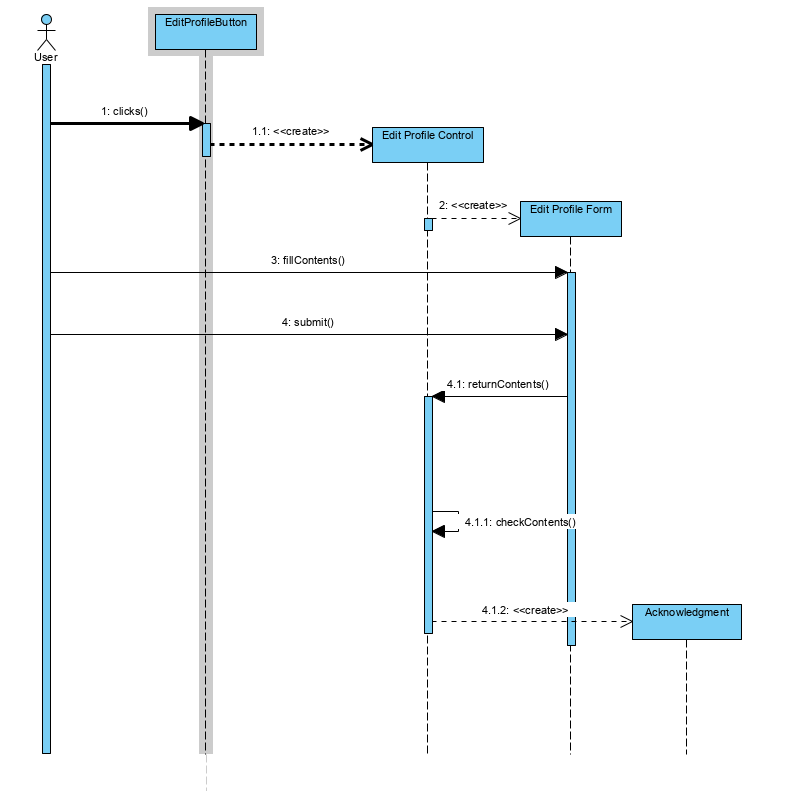 EditProfileButton
User
1: clicks()
1.1: <<create>>
Edit Profile Control
2: <<create>>
Edit Profile Form
3: fillContents()
4: submit()
4.1: returnContents()
4.1.1: checkContents()
4.1.2: <<create>>
Acknowledgment